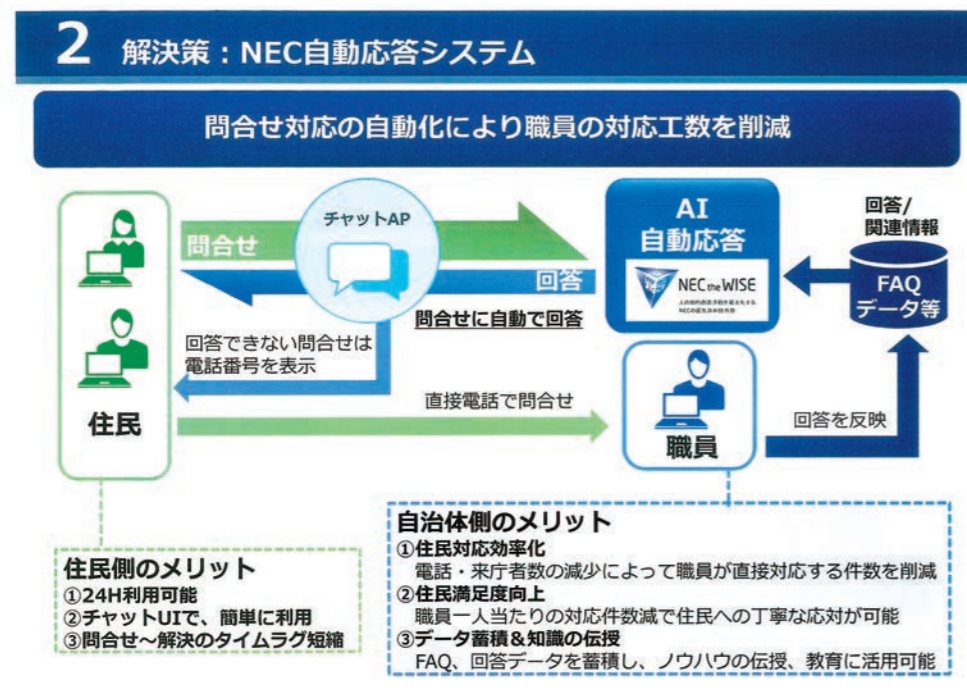 2 解決策：NEC自動応答システム
問合せ対応の自動化により職員の対応工数を削減
チャットAP
問合せ
回答
問合せに自動で回答
AI
自動応答
NEC the WISE
回答/
関連情報
FAQ
データ等
回答できない問合せは
電話番号を表示
住民
直接電話で問合せ
職員
回答を反映
住民側のメリット
①24H利用可能
②チャットUIで、簡単に利用
③問合せ～解決のタイムラグ短縮
自治体側のメリット
①住民対応効率化
電話・来庁者数の減少によって職員が直接対応する件数を削減
②住民満足度向上
職員一人当たりの対応件数減で住民への丁寧な応対が可能
③データ蓄積＆知識の伝授
FAQ、回答データを蓄積し、ノウハウの伝授、教育に活用可能